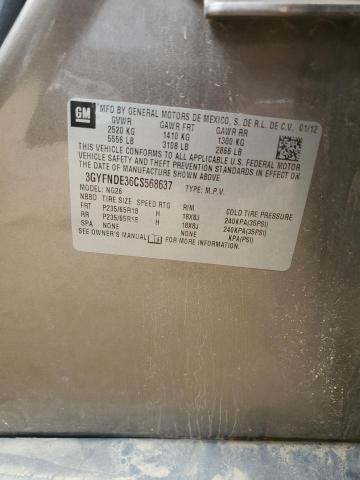 GM
MFD BY GENERAL MOTORS DE MEXICO, S. DE R.L. DE C.V. 01/12
GVWR GAWR FRT GAWR RR
2520 KG 1410 KG 1300 KG
5556 LB 3108 LB 2866 LB
THIS VEHICLE CONFORMS TO ALL APPLICABLE U.S. FEDERAL MOTOR
VEHICLE SAFETY AND THEFT PREVENTION STANDARDS IN
EFFECT ON THE DATE OF MANUFACTURE SHOWN ABOVE.
3GYFNDE36CS568637 TYPE: M.P.V.
MODEL: NG26
NBBD TIRE SIZE SPEED RTG RIM COLD TIRE PRESSURE
FRT P235/65R18 H 18X8J 240KPA(35PSI)
RR P235/65R18 H 18X8J 240KPA(35PSI)
SPA NONE NONE KPA(PSI)
SEE OWNER'S MANUAL FOR ADDITIONAL INFORMATION.